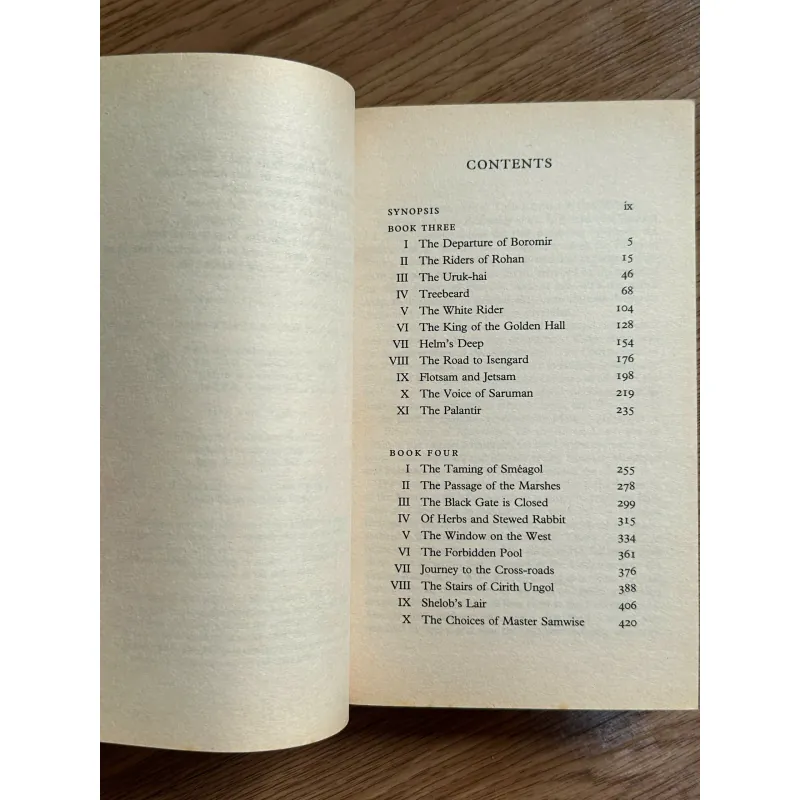 CONTENTS
SYNOPSIS ix
BOOK THREE
I The Departure of Boromir 5
II The Riders of Rohan 15
III The Uruk-hai 46
IV Treebeard 68
V The White Rider 104
VI The King of the Golden Hall 128
VII Helm's Deep 154
VIII The Road to Isengard 176
IX Flotsam and Jetsam 198
X The Voice of Saruman 219
XI The Palantir 235
BOOK FOUR
I The Taming of Sméagol 255
II The Passage of the Marshes 278
III The Black Gate is Closed 299
IV Of Herbs and Stewed Rabbit 315
V The Window on the West 334
VI The Forbidden Pool 361
VII Journey to the Cross-roads 376
VIII The Stairs of Cirith Ungol 388
IX Shelob's Lair 406
X The Choices of Master Samwise 420